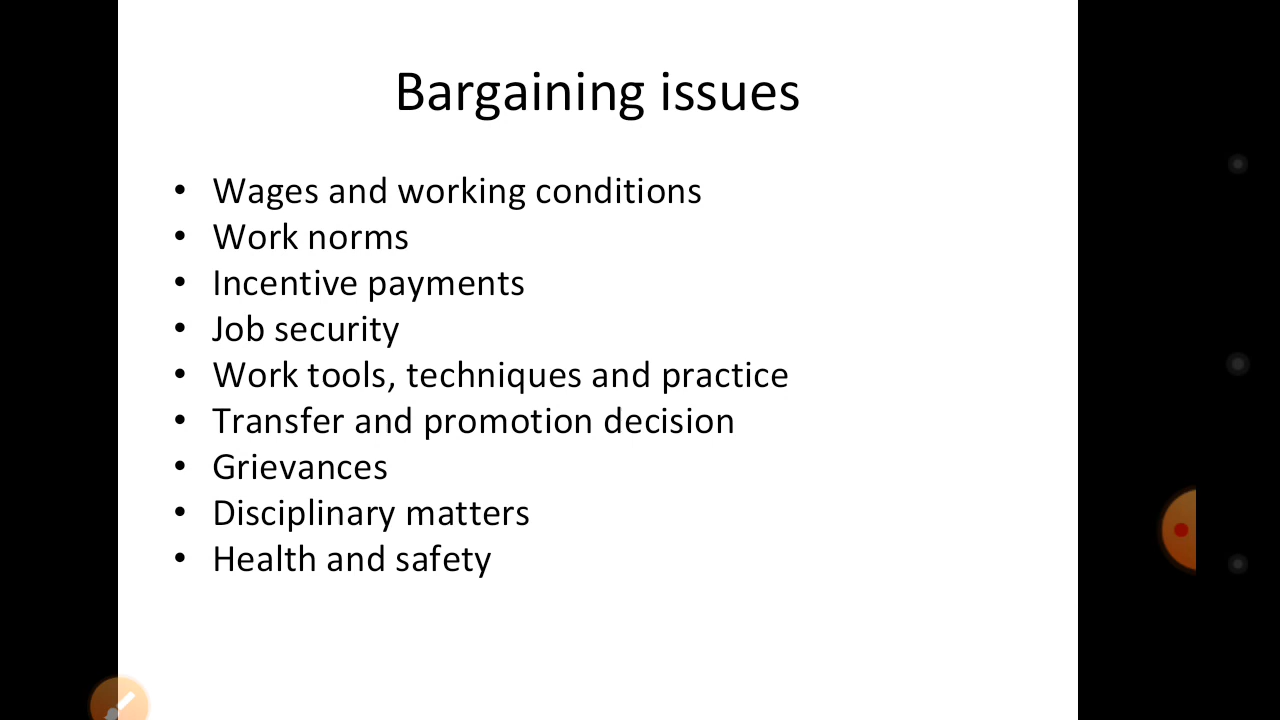 Bargaining issues
• Wages and working conditions
• Work norms
• Incentive payments
• Job security
• Work tools, techniques and practice
• Transfer and promotion decision
• Grievances
• Disciplinary matters
• Health and safety